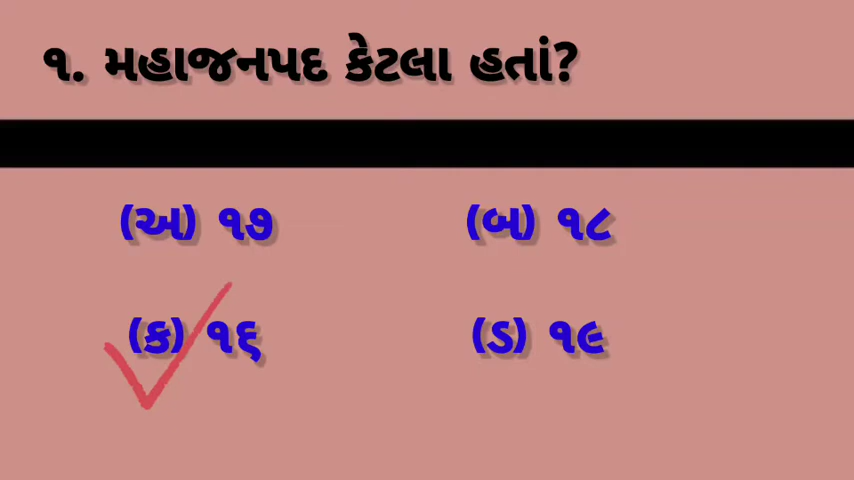 ૧. મહાજનપદ કેટલા હતાં?
(અ) ૧૭ (બ) ૧૮
(ક) ૧૬ (ડ) ૧૯